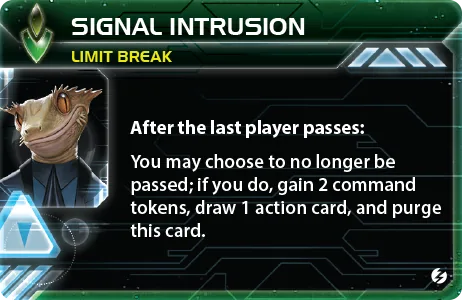 SIGNAL INTRUSION
LIMIT BREAK
After the last player passes:
You may choose to no longer be
passed; if you do, gain 2 command
tokens, draw 1 action card, and purge
this card.